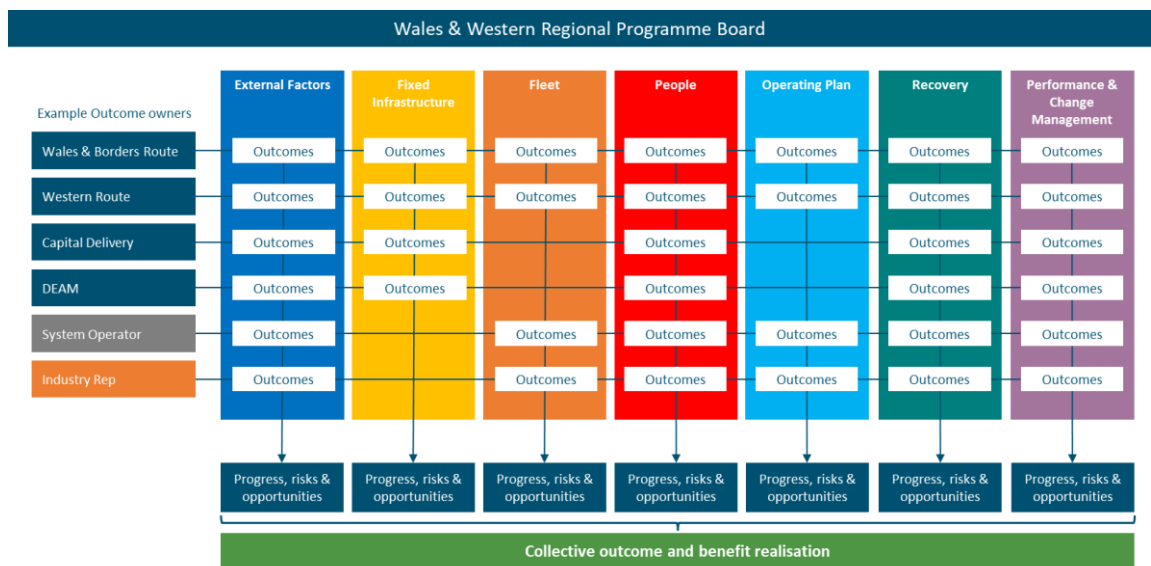 Wales & Western Regional Programme Board
External Factors
Fixed
Infrastructure
Fleet
People
Operating Plan
Recovery
Performance &
Change
Management
Example Outcome owners
Wales & Borders Route
Outcomes
Outcomes
Outcomes
Outcomes
Outcomes
Outcomes
Outcomes
Western Route
Outcomes
Outcomes
Outcomes
Outcomes
Outcomes
Outcomes
Outcomes
Capital Delivery
Outcomes
Outcomes
Outcomes
Outcomes
Outcomes
DEAM
Outcomes
Outcomes
Outcomes
Outcomes
Outcomes
System Operator
Outcomes
Outcomes
Outcomes
Outcomes
Outcomes
Outcomes
Industry Rep
Outcomes
Outcomes
Outcomes
Outcomes
Outcomes
Outcomes
Progress, risks &
opportunities
Progress, risks &
opportunities
Progress, risks &
opportunities
Progress, risks &
opportunities
Progress, risks &
opportunities
Progress, risks &
opportunities
Progress, risks &
opportunities
Collective outcome and benefit realisation